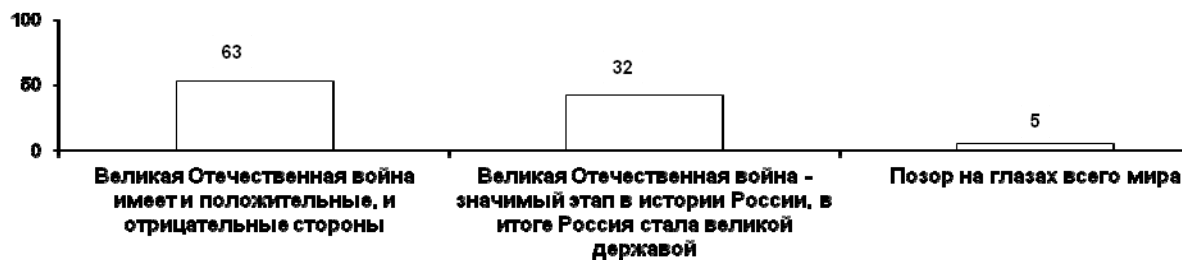 100
63
32
50
5
0
Великая Отечественная война
имеет и положительные, и
отрицательные стороны
Великая Отечественная война -
значимый этап в истории России, в
итоге Россия стала великой
державой
Позор на глазах всего мира